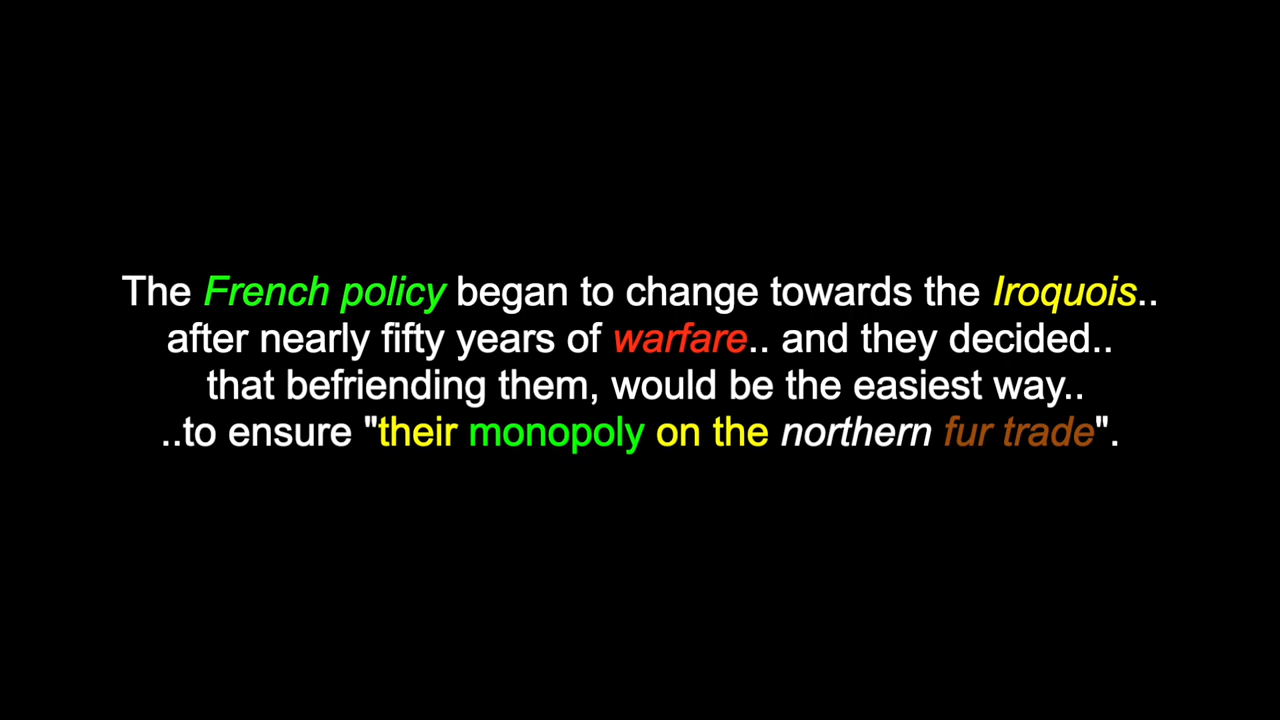 The French policy began to change towards the Iroquois..
after nearly fifty years of warfare.. and they decided..
that befriending them, would be the easiest way..
..to ensure "their monopoly on the northern fur trade".